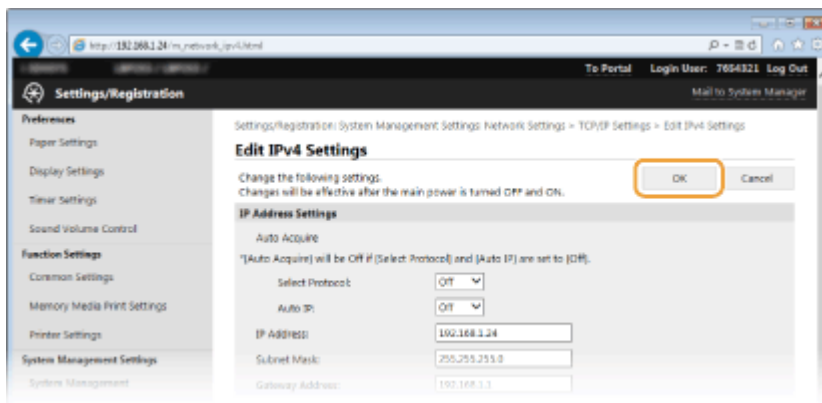 http://192.168.1.24/m_network_ipv4.html
To Portal Login User: 7654321 Log Out
Settings/Registration
Mail to System Manager
Preferences
Paper Settings
Display Settings
Timer Settings
Sound Volume Control
Function Settings
Common Settings
Memory Media Print Settings
Printer Settings
System Management Settings
System Management
Settings/Registration: System Management Settings: Network Settings > TCP/IP Settings > Edit IPv4 Settings
Edit IPv4 Settings
Change the following settings.
Changes will be effective after the main power is turned OFF and ON.
OK Cancel
IP Address Settings
Auto Acquire
*[Auto Acquire] will be Off if [Select Protocol] and [Auto IP] are set to [Off].
Select Protocol: Off
Auto IP: Off
IP Address: 192.168.1.24
Subnet Mask: 255.255.255.0
Gateway Address: 192.168.1.1